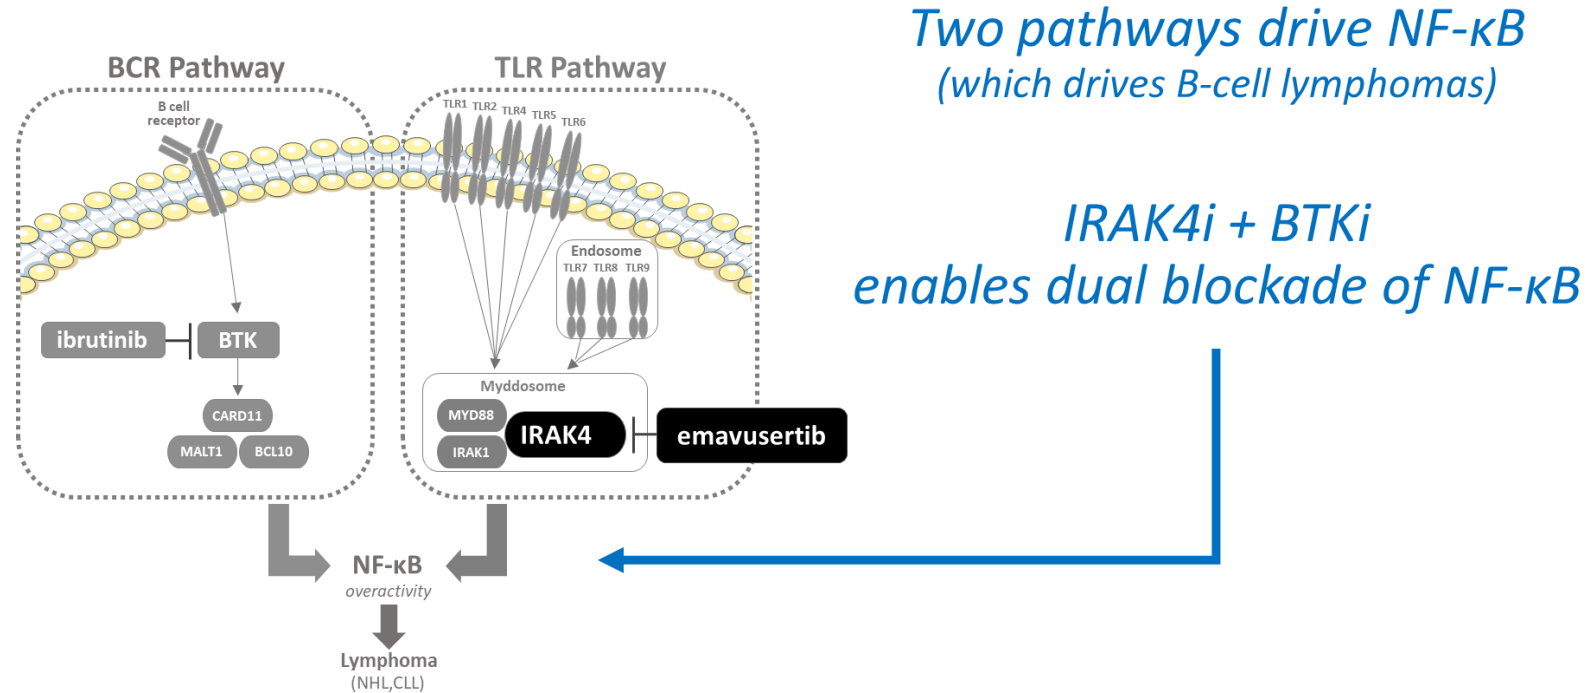 Two pathways drive NF-κB
(which drives B-cell lymphomas)
IRAK4i + BTKi
enables dual blockade of NF-κB
BCR Pathway
B cell
receptor
ibrutinib
BTK
CARD11
MALT1
BCL10
TLR Pathway
TLR1
TLR2
TLR4
TLR5
TLR6
Endosome
TLR7
TLR8
TLR9
Myddosome
MYD88
IRAK1
IRAK4
emavusertib
NF-κB
overactivity
Lymphoma
(NHL,CLL)